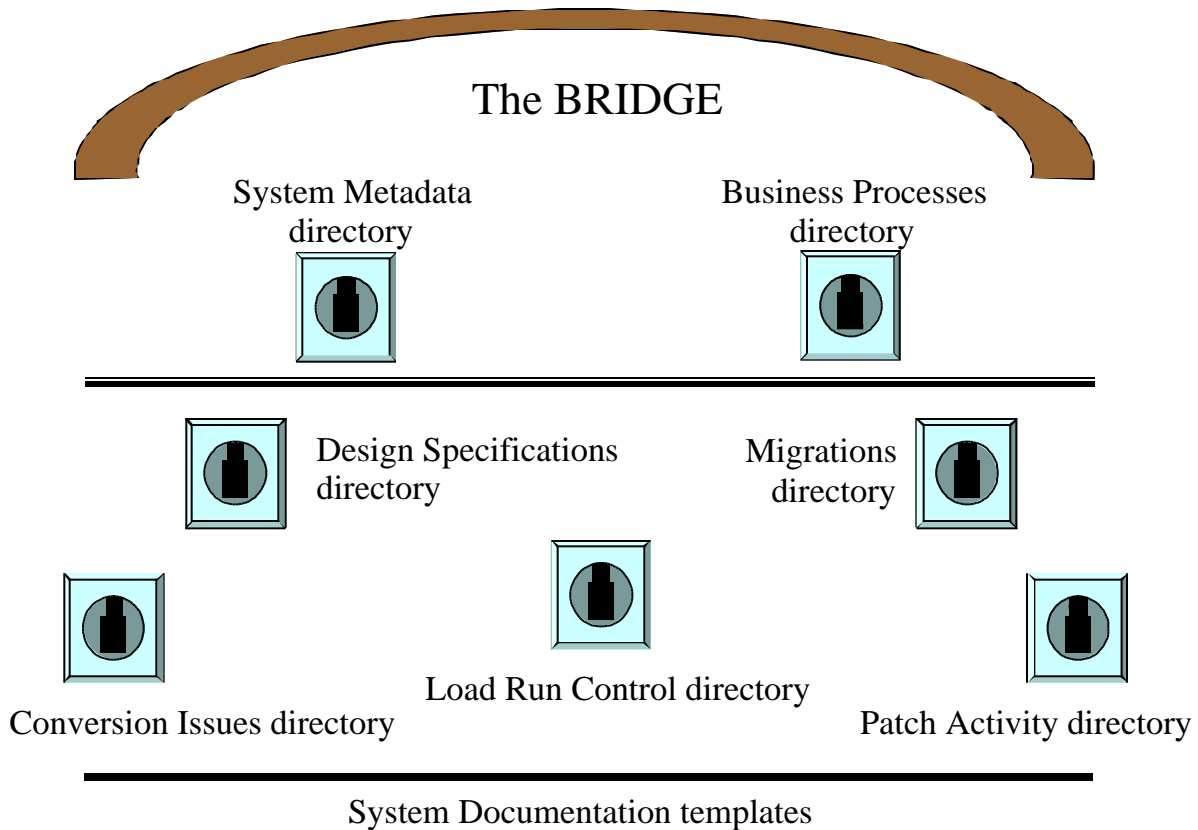 The BRIDGE
System Metadata
directory
Business Processes
directory
Design Specifications
directory
Migrations
directory
Load Run Control directory
Conversion Issues directory
Patch Activity directory
System Documentation templates